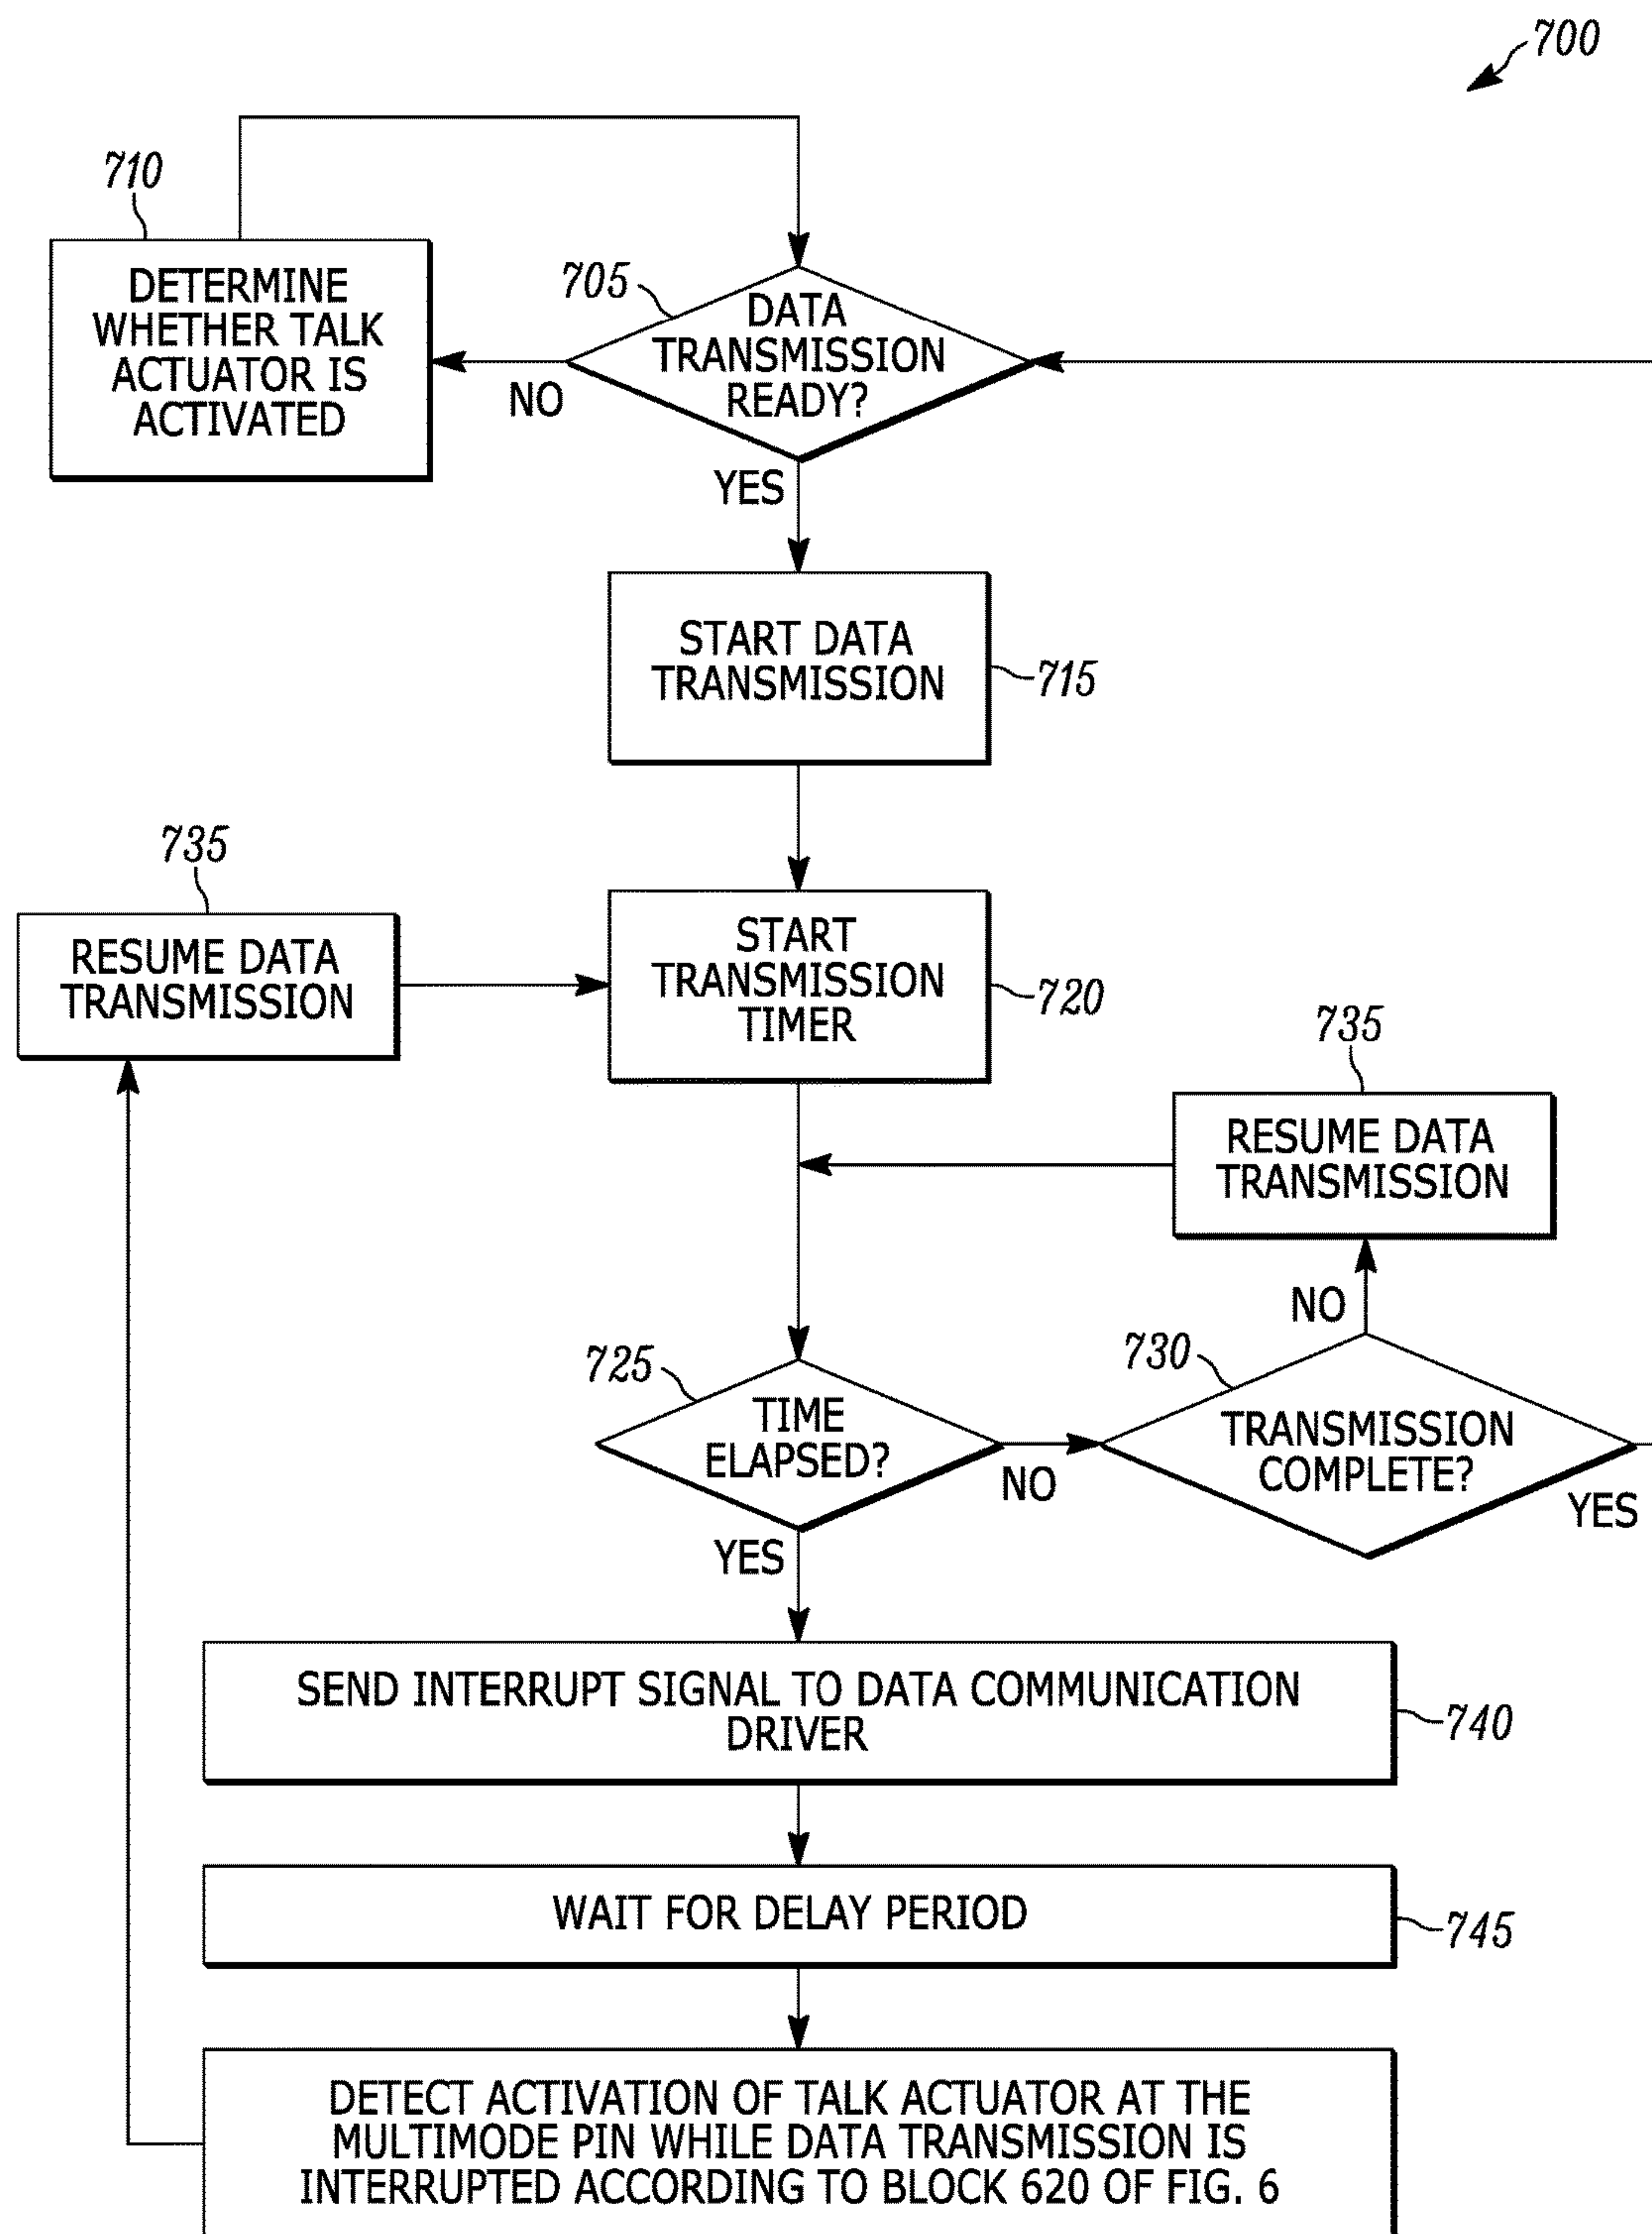 700
710
DETERMINE
WHETHER TALK
ACTUATOR IS
ACTIVATED
705
DATA
TRANSMISSION
READY?
NO
YES
START DATA
TRANSMISSION
715
735
RESUME DATA
TRANSMISSION
START
TRANSMISSION
TIMER
720
735
RESUME DATA
TRANSMISSION
NO
725
TIME
ELAPSED?
NO
730
TRANSMISSION
COMPLETE?
YES
YES
SEND INTERRUPT SIGNAL TO DATA COMMUNICATION
DRIVER
740
WAIT FOR DELAY PERIOD
745
DETECT ACTIVATION OF TALK ACTUATOR AT THE
MULTIMODE PIN WHILE DATA TRANSMISSION IS
INTERRUPTED ACCORDING TO BLOCK 620 OF FIG. 6